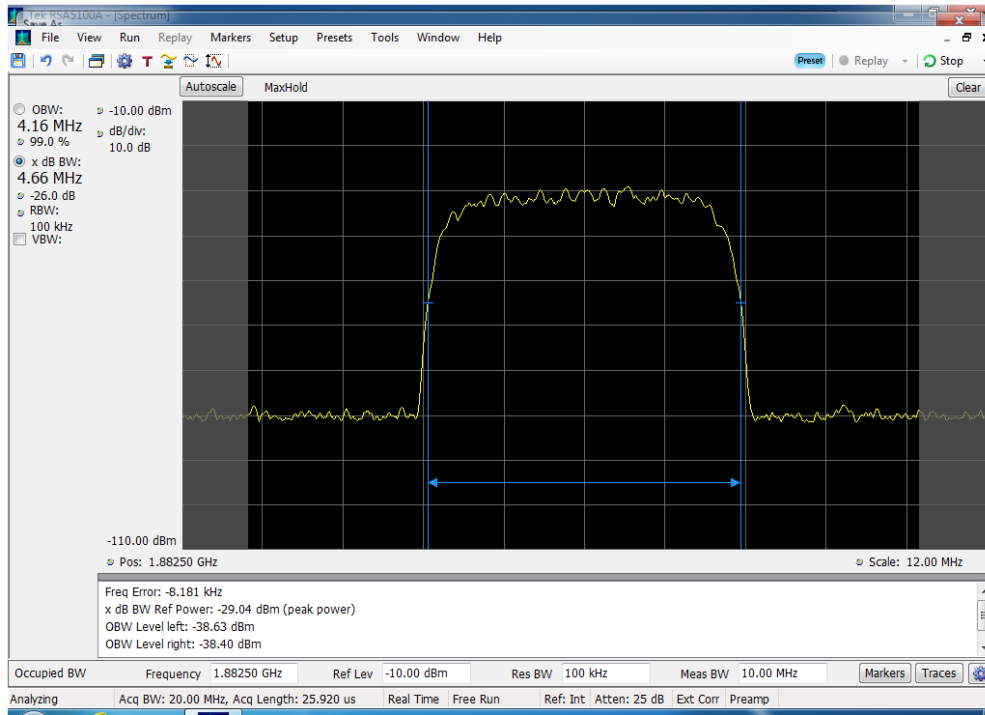 Tek RSA5100A - [Spectrum]
Save As
File View Run Replay Markers Setup Presets Tools Window Help
T
Preset Replay Stop
Autoscale MaxHold Clear
OBW:
4.16 MHz
99.0 %
x dB BW:
4.66 MHz
-26.0 dB
RBW:
100 kHz
VBW:
-10.00 dBm
dB/div:
10.0 dB
-110.00 dBm
Pos: 1.88250 GHz Scale: 12.00 MHz
Freq Error: -8.181 kHz
x dB BW Ref Power: -29.04 dBm (peak power)
OBW Level left: -38.63 dBm
OBW Level right: -38.40 dBm
Occupied BW Frequency 1.88250 GHz Ref Lev -10.00 dBm Res BW 100 kHz Meas BW 10.00 MHz Markers Traces
Analyzing Acq BW: 20.00 MHz, Acq Length: 25.920 us Real Time Free Run Ref: Int Atten: 25 dB Ext Corr Preamp